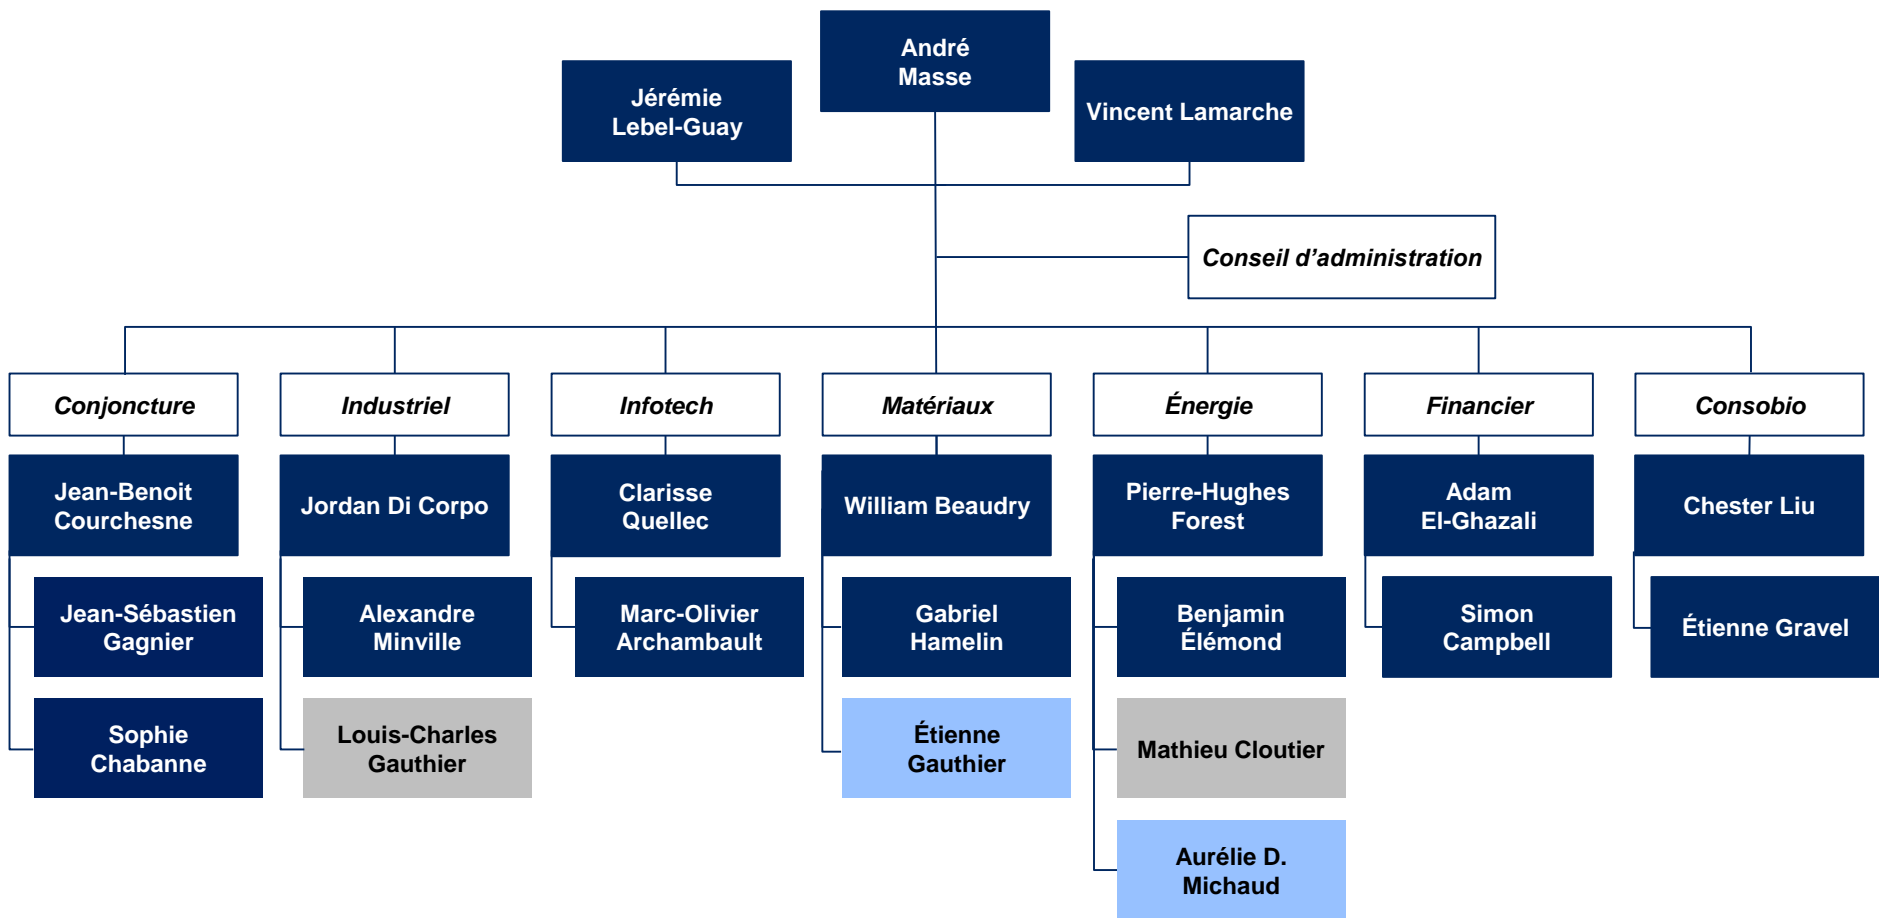 André
Masse
Jérémie
Lebel-Guay
Vincent Lamarche
Conseil d’administration
Conjoncture
Industriel
Infotech
Matériaux
Énergie
Financier
Consobio
Jean-Benoit
Courchesne
Jordan Di Corpo
Clarisse
Quellec
William Beaudry
Pierre-Hughes
Forest
Adam
El-Ghazali
Chester Liu
Jean-Sébastien
Gagnier
Alexandre
Minville
Marc-Olivier
Archambault
Gabriel
Hamelin
Benjamin
Élémond
Simon
Campbell
Étienne Gravel
Sophie
Chabanne
Louis-Charles
Gauthier
Étienne
Gauthier
Mathieu Cloutier
Aurélie D.
Michaud